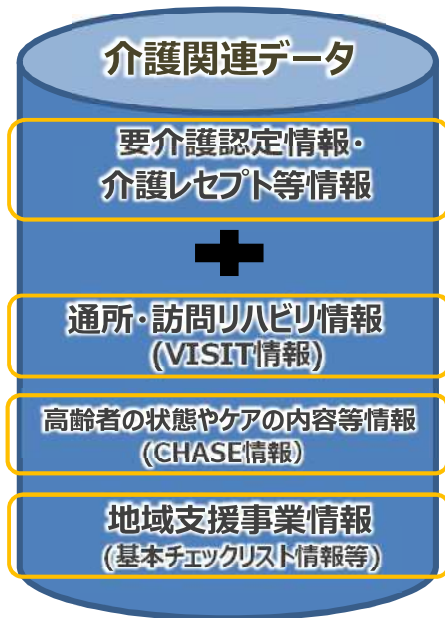 介護関連データ
要介護認定情報・
介護レセプト等情報
通所・訪問リハビリ情報
(VISIT情報)
高齢者の状態やケアの内容等情報
(CHASE情報)
地域支援事業情報
(基本チェックリスト情報等)